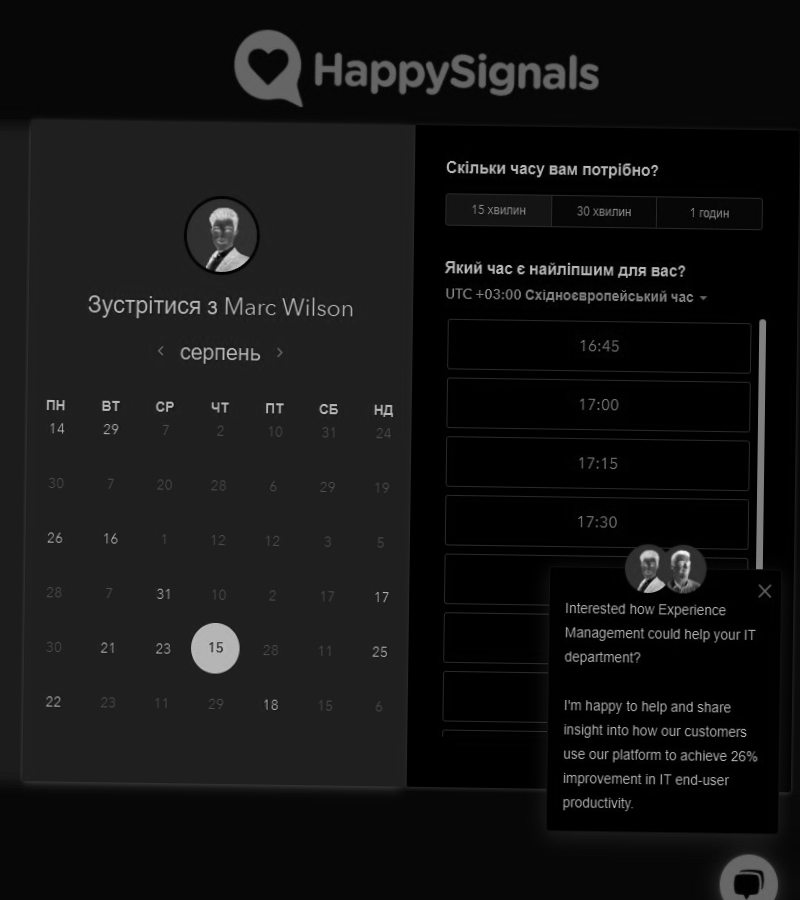 HappySignals
Зустрітися з Marc Wilson
серпень
ПН ВТ СР ЧТ ПТ СБ НД
14 29 7 2 10 31 24
30 7 20 28 6 29 19
26 16 1 12 12 3 5
28 7 31 10 2 17 17
30 21 23 15 28 11 25
22 23 11 29 18 15 6
Скільки часу вам потрібно?
15 хвилин 30 хвилин 1 годин
Який час є найліпшим для вас?
UTC +03:00 Східноєвропейський час
16:45
17:00
17:15
17:30
Interested how Experience
Management could help your IT
department?
I'm happy to help and share
insight into how our customers
use our platform to achieve 26%
improvement in IT end-user
productivity.